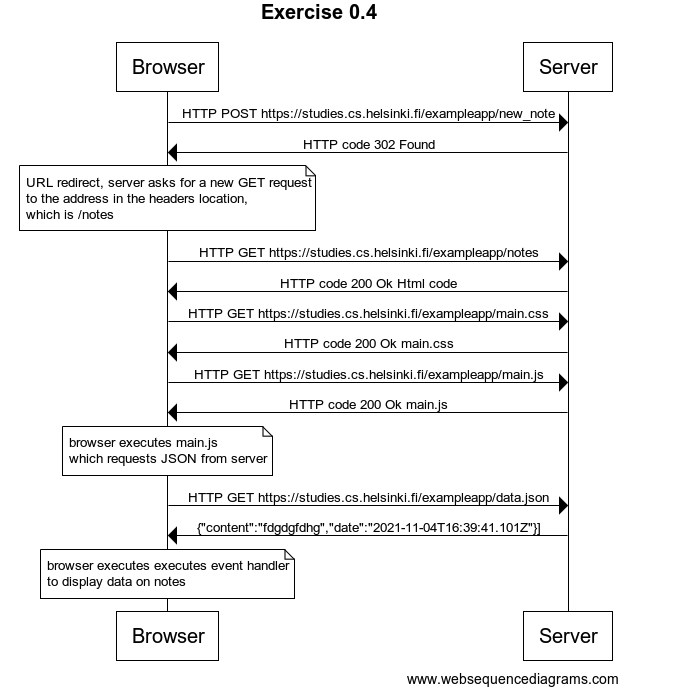 Exercise 0.4
Browser
Server
HTTP POST https://studies.cs.helsinki.fi/exampleapp/new_note
HTTP code 302 Found
URL redirect, server asks for a new GET request
to the address in the headers location,
which is /notes
HTTP GET https://studies.cs.helsinki.fi/exampleapp/notes
HTTP code 200 Ok Html code
HTTP GET https://studies.cs.helsinki.fi/exampleapp/main.css
HTTP code 200 Ok main.css
HTTP GET https://studies.cs.helsinki.fi/exampleapp/main.js
HTTP code 200 Ok main.js
browser executes main.js
which requests JSON from server
HTTP GET https://studies.cs.helsinki.fi/exampleapp/data.json
{"content":"fdgdgfdhg","date":"2021-11-04T16:39:41.101Z"}]
browser executes executes event handler
to display data on notes
Browser
Server
www.websequencediagrams.com